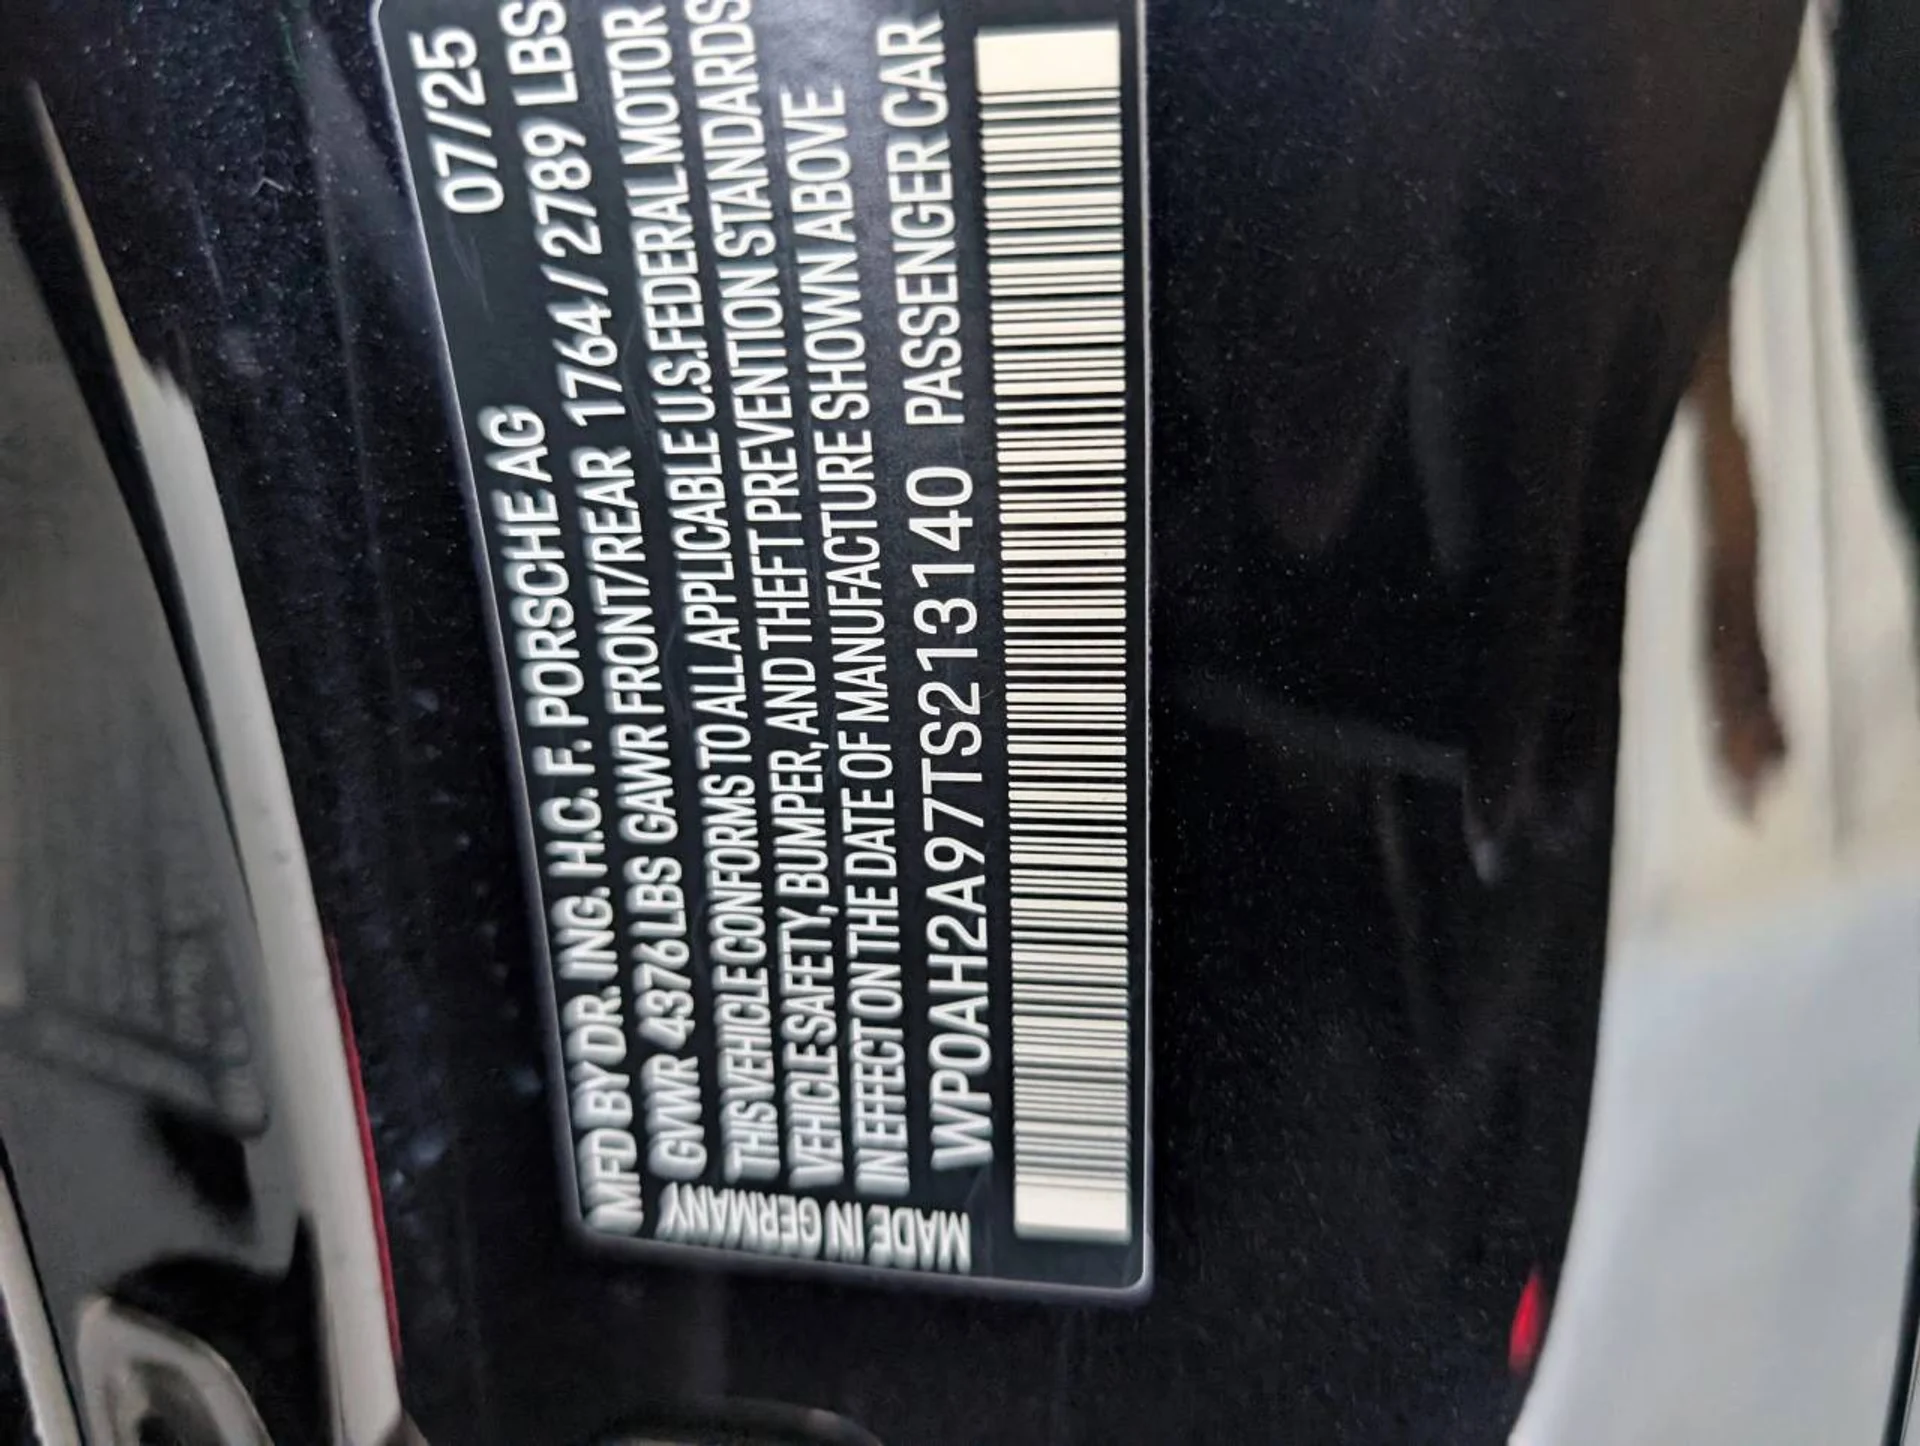 MFD BY DR. ING. H.C. F. PORSCHE AG 07/25
GVWR 4376 LBS GAWR FRONT/REAR 1764/2789 LBS
THIS VEHICLE CONFORMS TO ALL APPLICABLE U.S. FEDERAL MOTOR
VEHICLE SAFETY, BUMPER, AND THEFT PREVENTION STANDARDS
IN EFFECT ON THE DATE OF MANUFACTURE SHOWN ABOVE
WP0AH2A97TS213140 PASSENGER CAR
MADE IN GERMANY